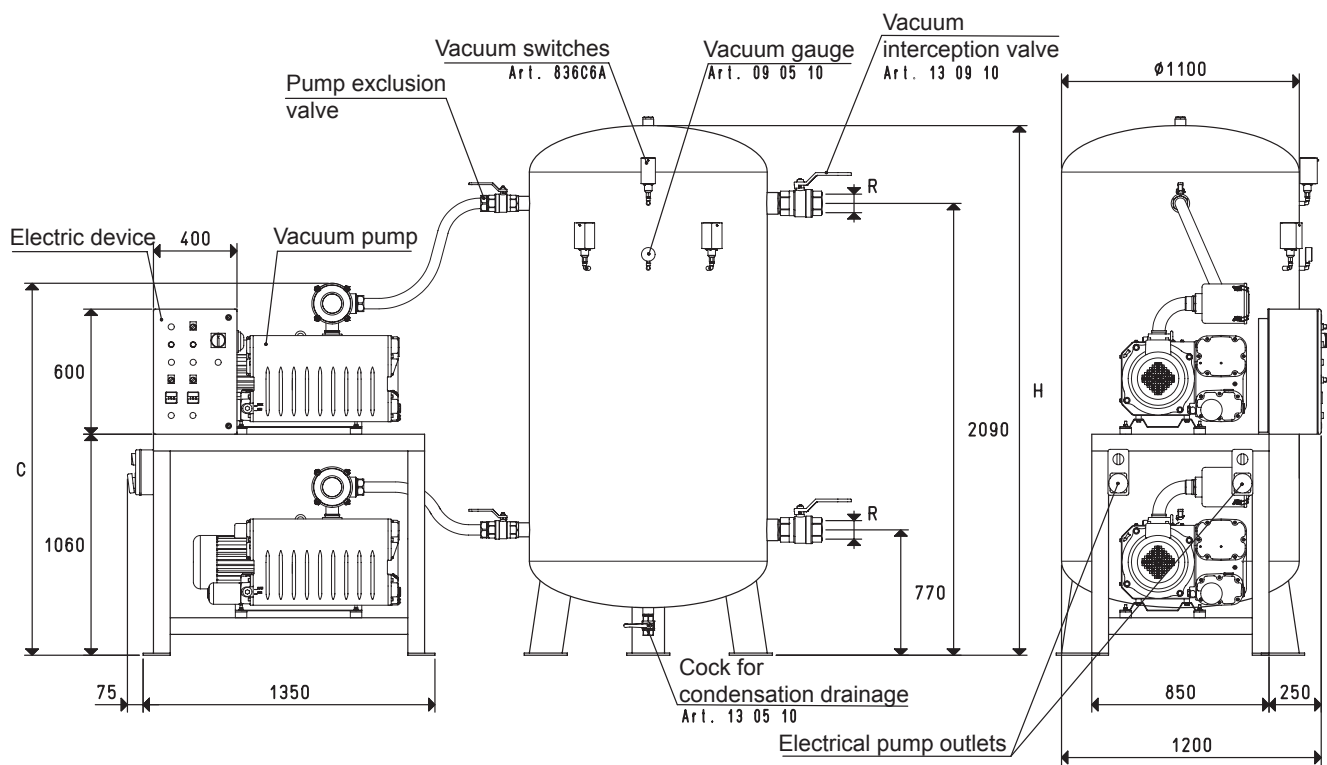 Vacuum switches
Art. 836C6A
Vacuum gauge
Art. 09 05 10
Vacuum
interception valve
Art. 13 09 10
Pump exclusion
valve
ø1100
Electric device
400
Vacuum pump
R
600
H
2090
C
1060
R
770
75
1350
Cock for
condensation drainage
Art. 13 05 10
850
250
Electrical pump outlets
1200